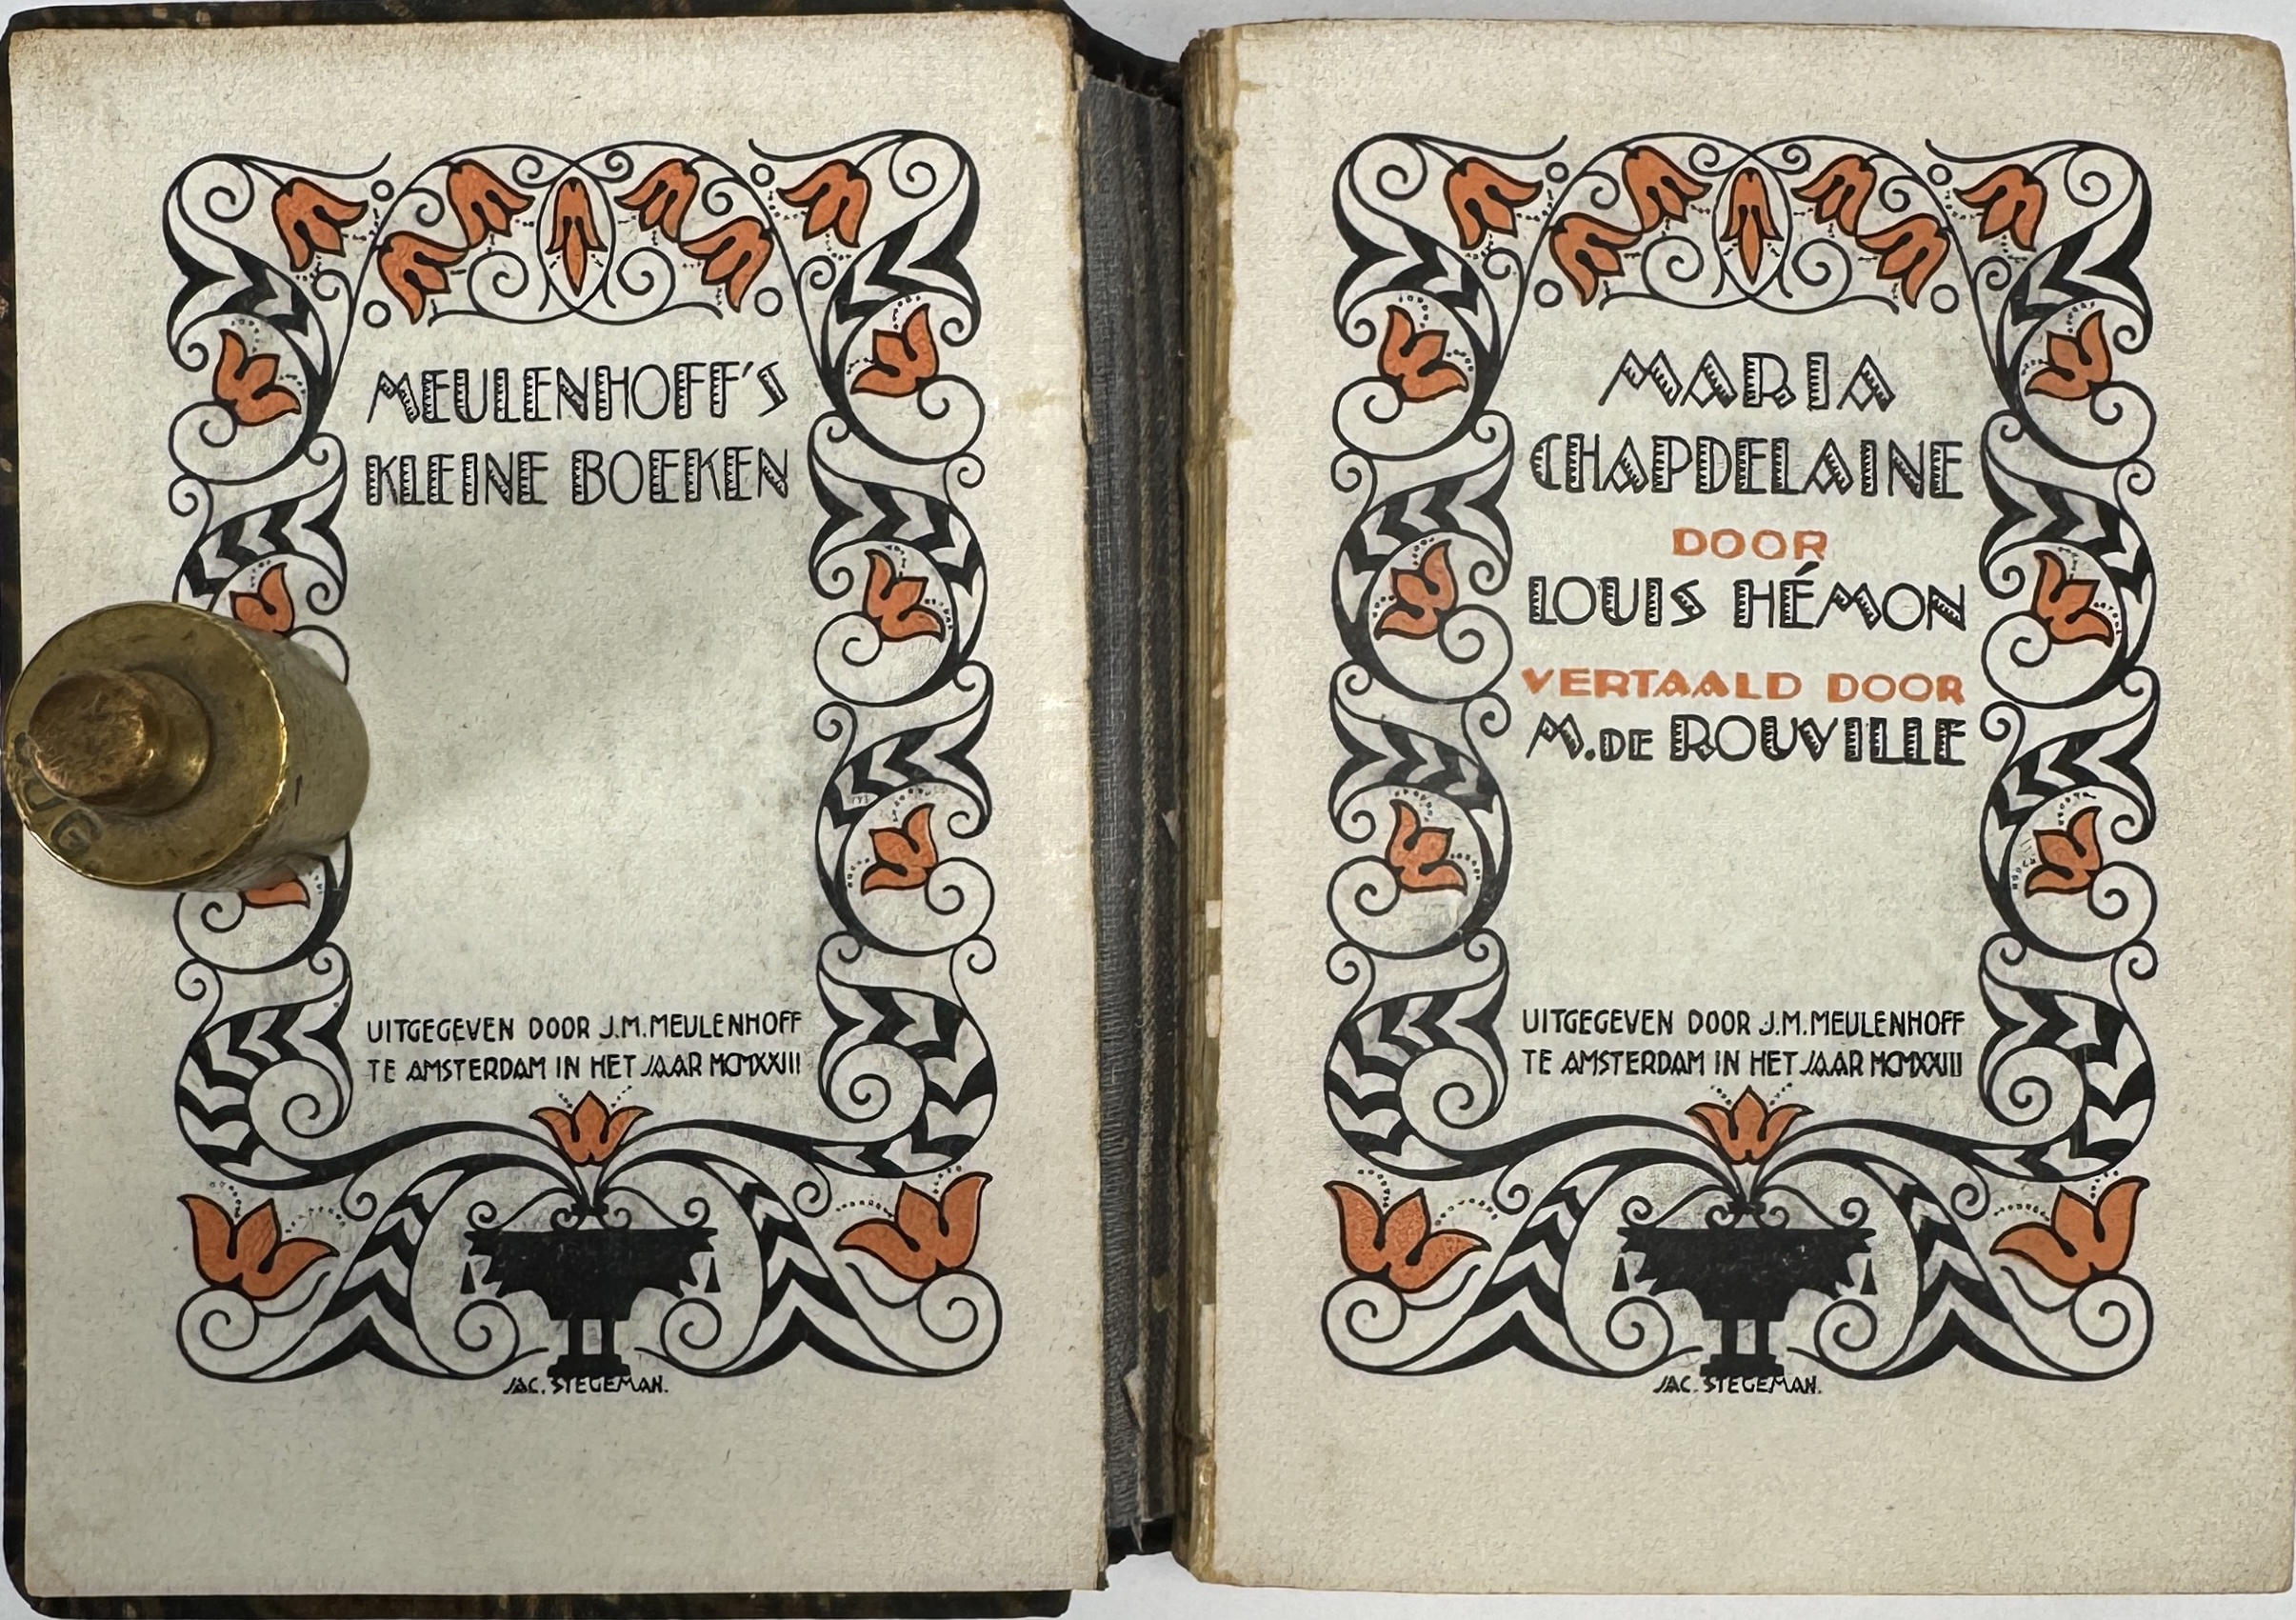 MEULENHOFF'S
KLEINE BOEKEN
UITGEGEVEN DOOR J.M. MEULENHOFF
TE AMSTERDAM IN HET JAAR MCMXXIII
JAC. STEGEMAN.
MARIA
CHAPDELAINE
DOOR
LOUIS HÉMON
VERTAALD DOOR
M. DE ROUVILLE
UITGEGEVEN DOOR J.M. MEULENHOFF
TE AMSTERDAM IN HET JAAR MCMXXIII
JAC. STEGEMAN.